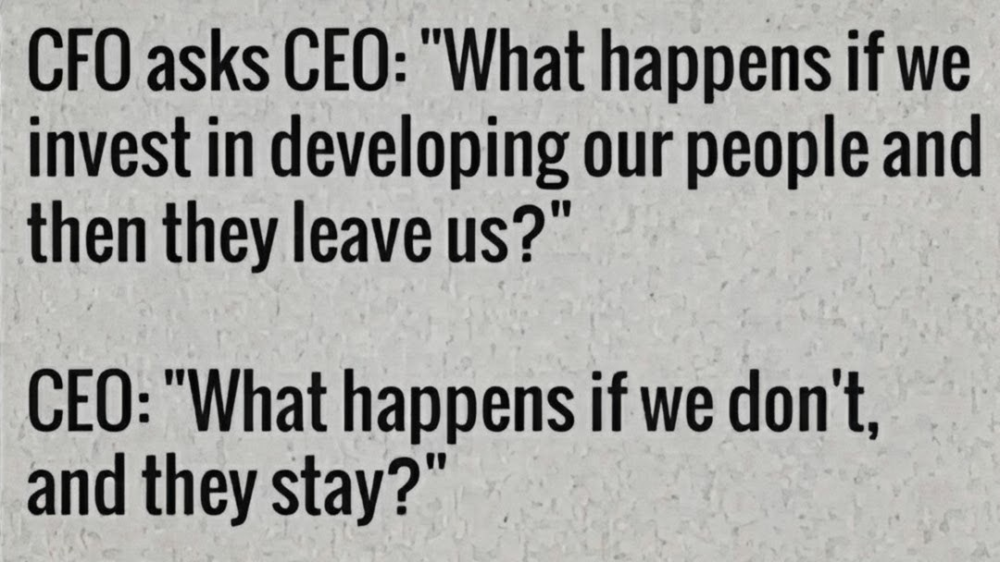 CFO asks CEO: "What happens if we
invest in developing our people and
then they leave us?"
CEO: "What happens if we don't,
and they stay?"